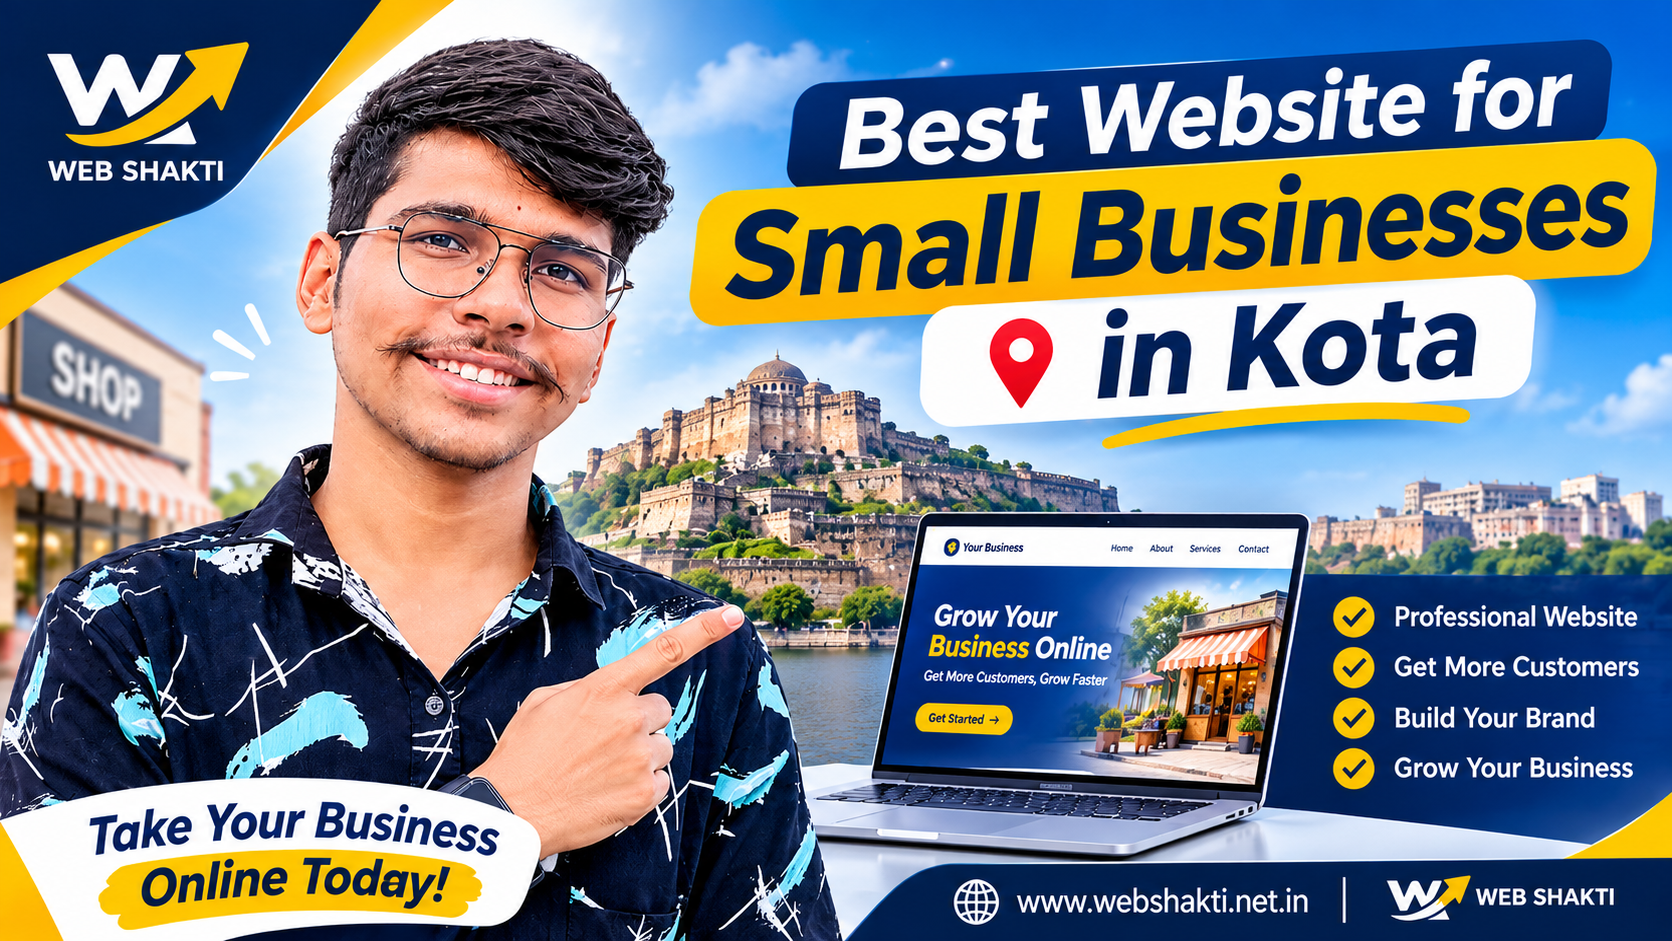 WEB SHAKTI
Best Website for
Small Businesses
in Kota
SHOP
Your Business
Home About Services Contact
Grow Your
Business Online
Get More Customers, Grow Faster
Get Started →
Professional Website
Get More Customers
Build Your Brand
Grow Your Business
Take Your Business
Online Today!
www.webshakti.net.in
WEB SHAKTI